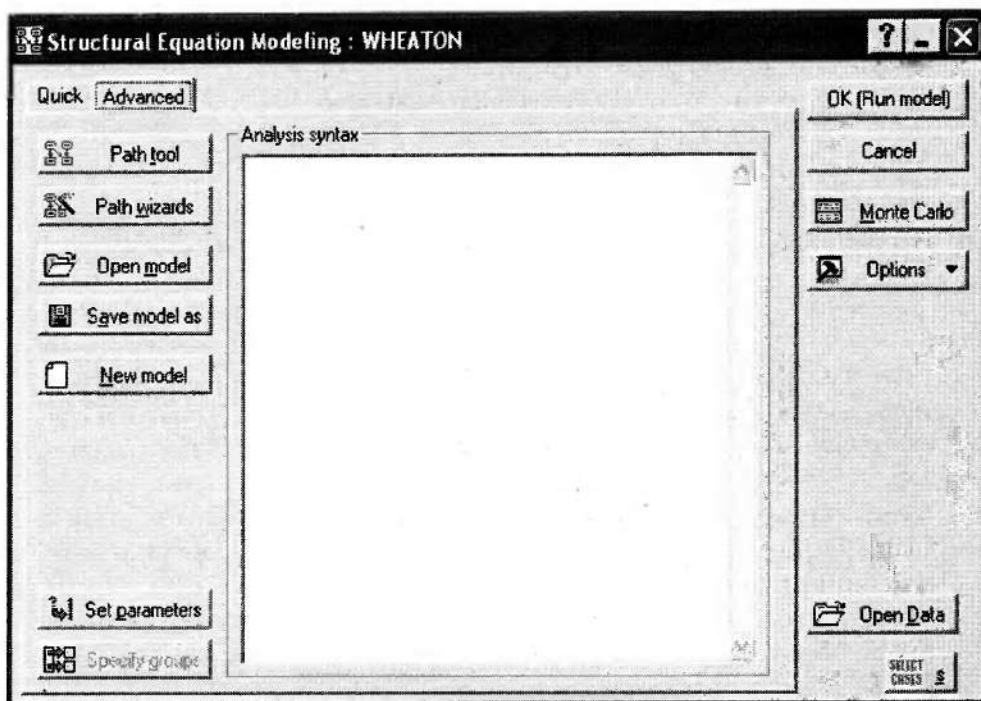 Structural Equation Modeling : WHEATON
Quick Advanced
Path tool
Path wizards
Open model
Save model as
New model
Set parameters
Specify groups
Analysis syntax
OK (Run model)
Cancel
Monte Carlo
Options
Open Data
SELECT
CASES S